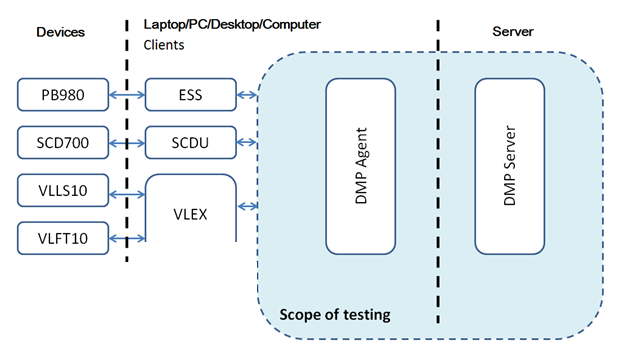 Devices
Laptop/PC/Desktop/Computer
Clients
Server
PB980
ESS
SCD700
SCDU
VLLS10
VLEX
VLFT10
DMP Agent
DMP Server
Scope of testing